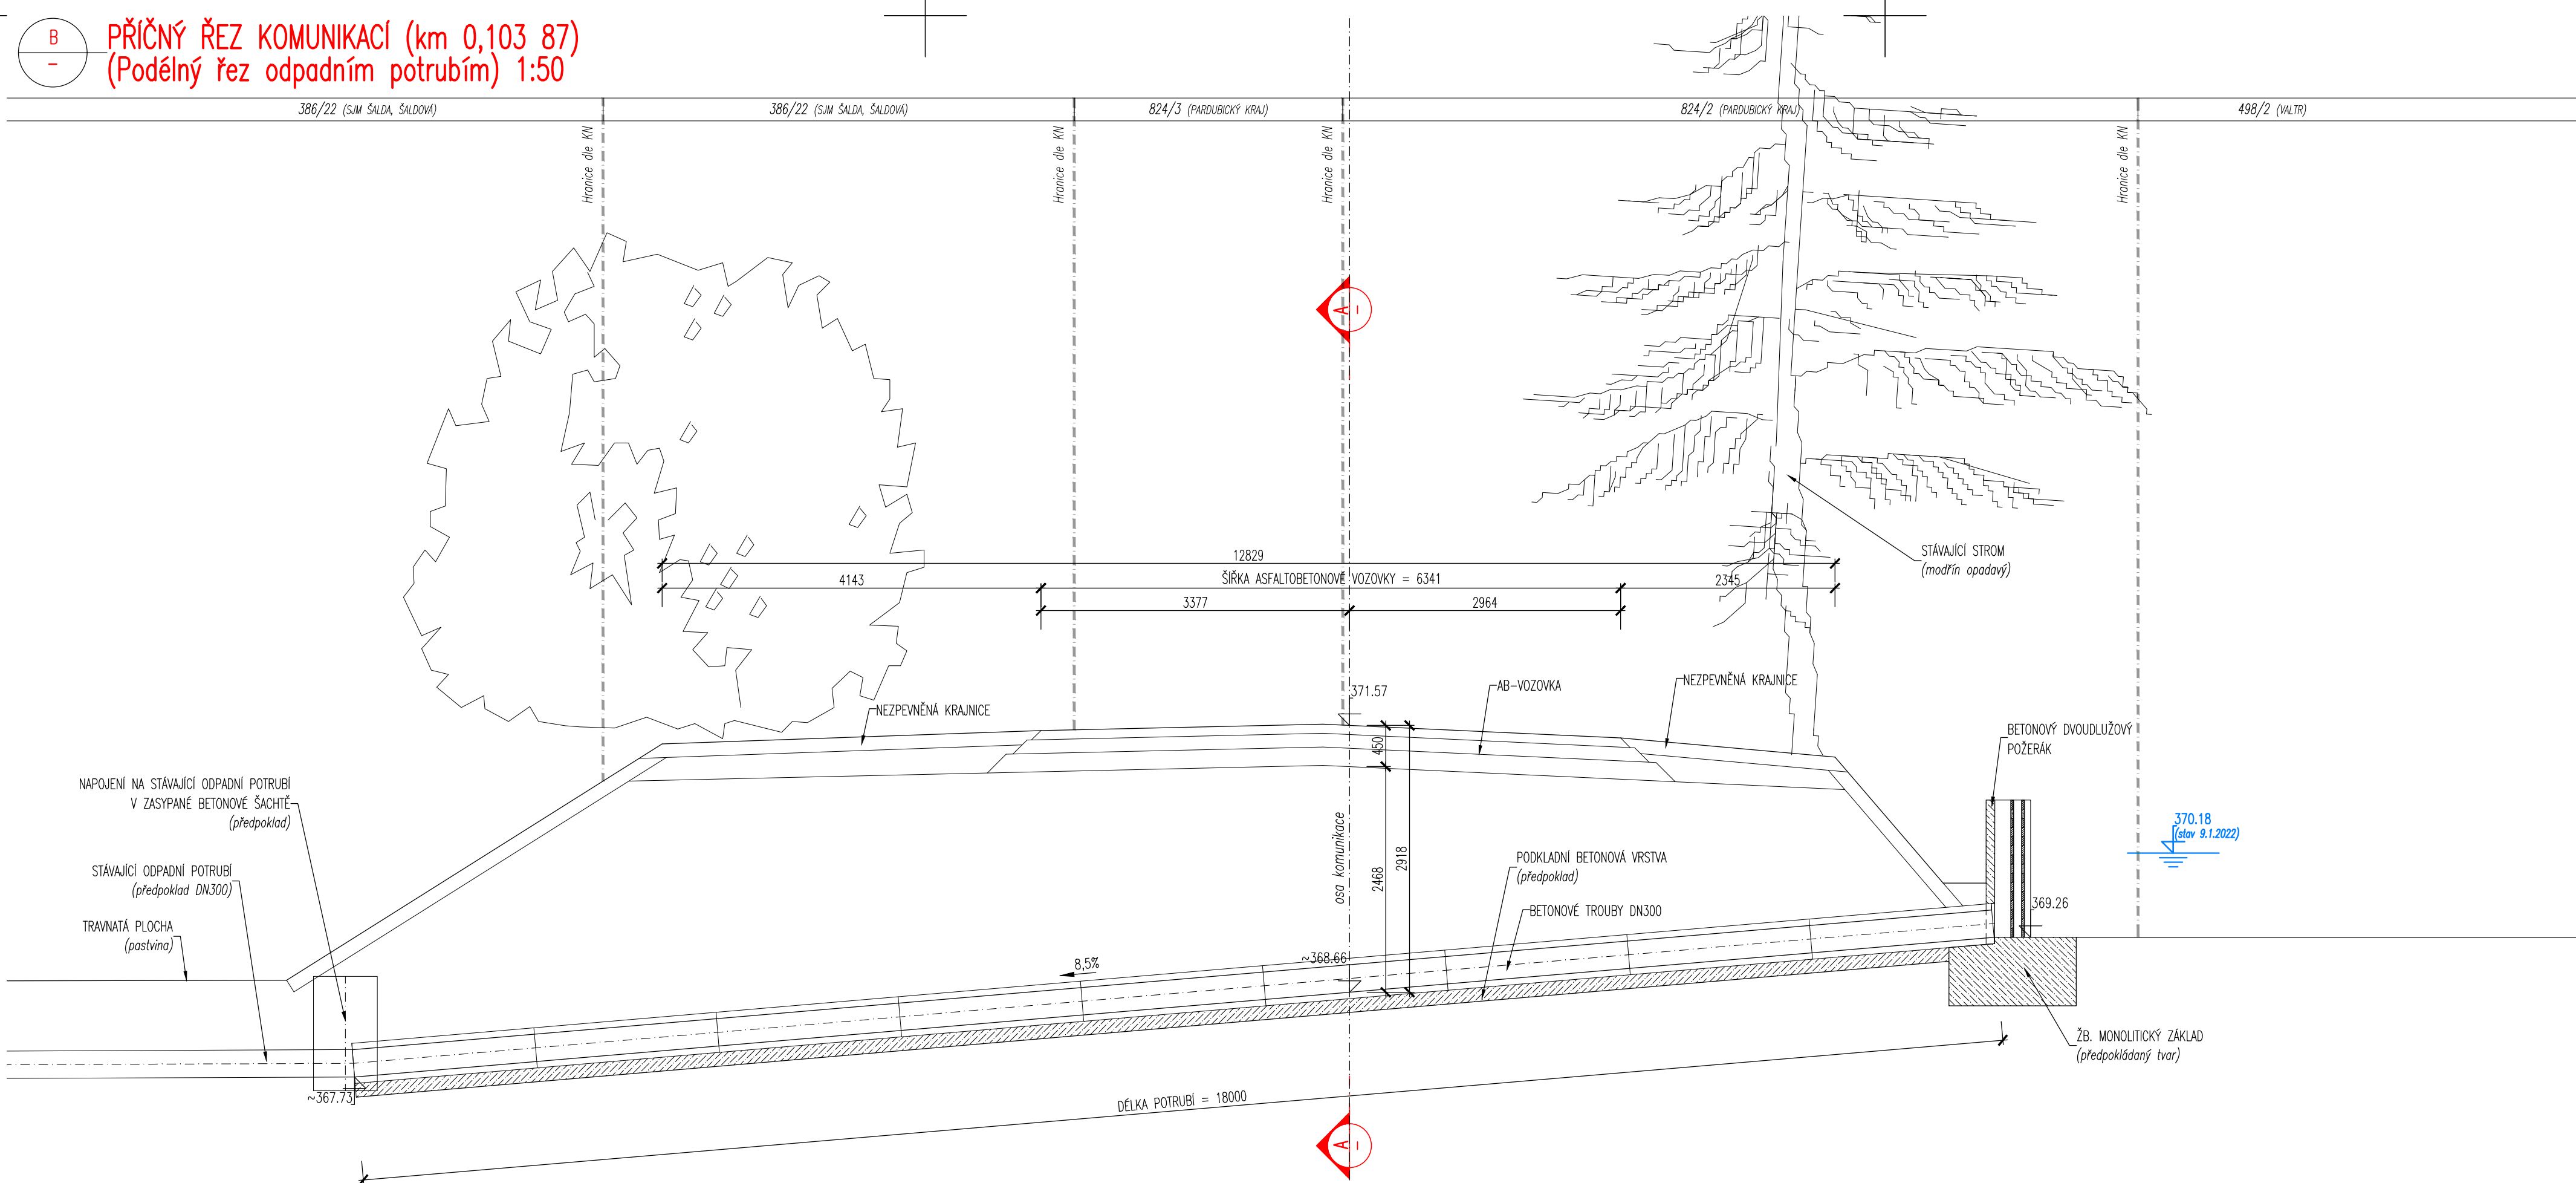 B
–
PŘÍČNÝ ŘEZ KOMUNIKACÍ (km 0,103 87)
(Podélný řez odpadním potrubím) 1:50
386/22 (SJM ŠALDA, ŠALDOVÁ)
386/22 (SJM ŠALDA, ŠALDOVÁ)
824/3 (PARDUBICKÝ KRAJ)
824/2 (PARDUBICKÝ KRAJ)
498/2 (VALTR)
Hranice dle KN
Hranice dle KN
Hranice dle KN
Hranice dle KN
A
–
STÁVAJÍCÍ STROM
(modřín opadavý)
12829
4143
ŠÍŘKA ASFALTOBETONOVÉ VOZOVKY = 6341
2345
3377
2964
371.57
AB-VOZOVKA
NEZPEVNĚNÁ KRAJNICE
NEZPEVNĚNÁ KRAJNICE
BETONOVÝ DVOUDLUŽOVÝ
POŽERÁK
450
2468
2918
osa komunikace
NAPOJENÍ NA STÁVAJÍCÍ ODPADNÍ POTRUBÍ
V ZASYPANÉ BETONOVÉ ŠACHTĚ
(předpoklad)
370.18
(stav 9.1.2022)
STÁVAJÍCÍ ODPADNÍ POTRUBÍ
(předpoklad DN300)
PODKLADNÍ BETONOVÁ VRSTVA
(předpoklad)
BETONOVÉ TROUBY DN300
369.26
TRAVNATÁ PLOCHA
(pastvina)
~368.66
8,5%
ŽB. MONOLITICKÝ ZÁKLAD
(předpokládaný tvar)
~367.73
DÉLKA POTRUBÍ = 18000
A
–